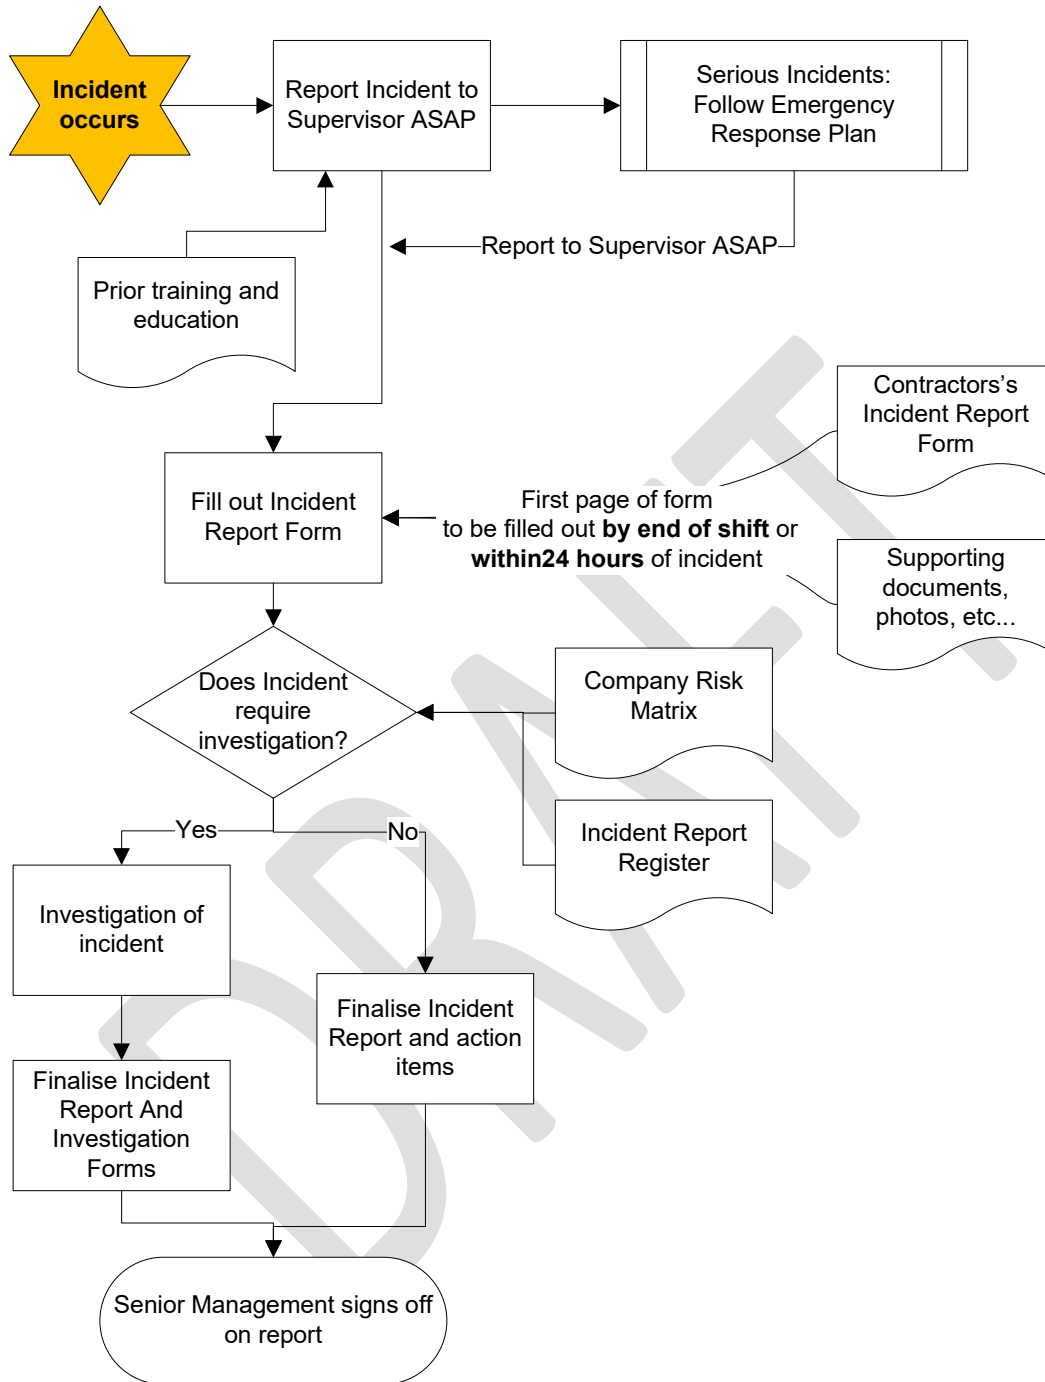 Incident
occurs
Report Incident to
Supervisor ASAP
Serious Incidents:
Follow Emergency
Response Plan
Report to Supervisor ASAP
Prior training and
education
Contractors's
Incident Report
Form
Fill out Incident
Report Form
First page of form
to be filled out by end of shift or
within24 hours of incident
Supporting
documents,
photos, etc...
Does Incident
require
investigation?
Company Risk
Matrix
Yes
No
Incident Report
Register
Investigation of
incident
Finalise Incident
Report and action
items
Finalise Incident
Report And
Investigation
Forms
Senior Management signs off
on report
DRAFT